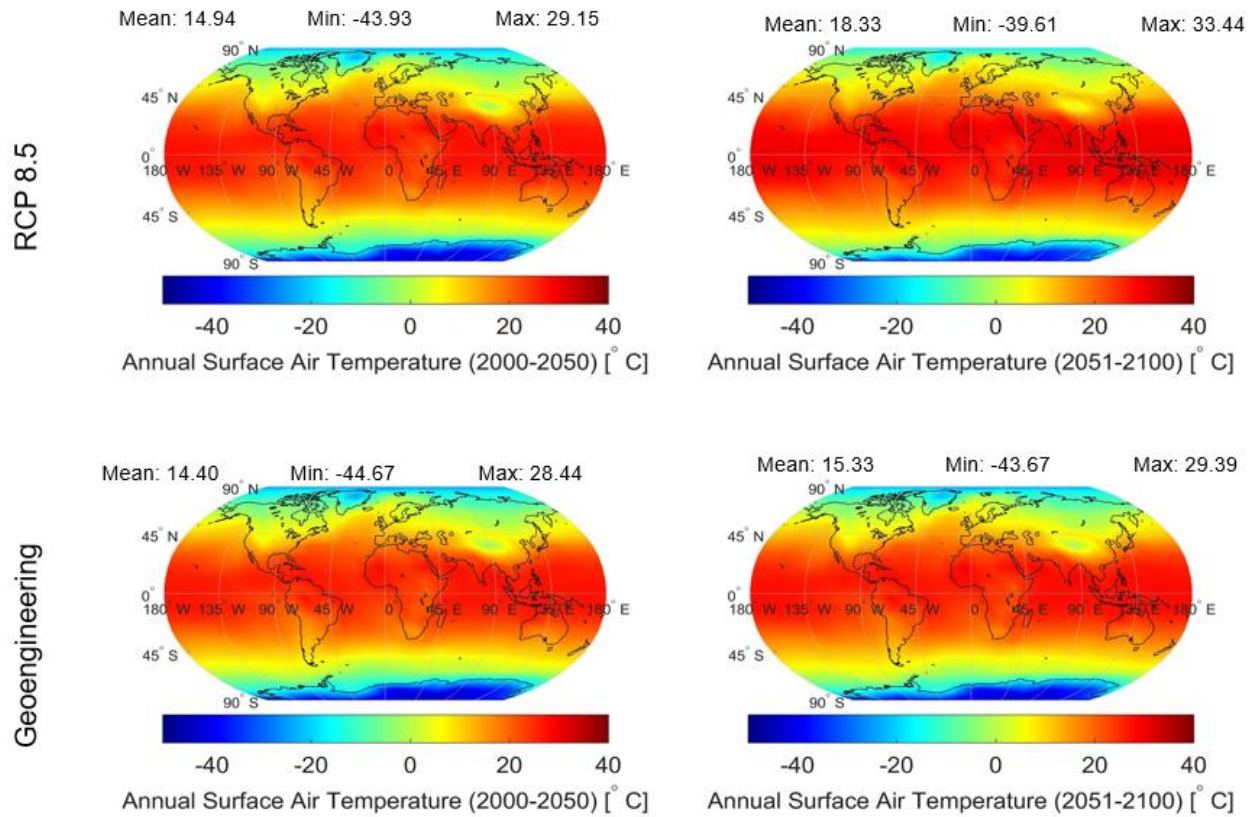 Mean: 14.94 Min: -43.93 Max: 29.15
Mean: 18.33 Min: -39.61 Max: 33.44
RCP 8.5
90° N
45° N
0°
180° W 135° W 90° W 45° W 45° E 90° E 135° E 180° E
45° S
90° S
-40 -20 0 20 40
Annual Surface Air Temperature (2000-2050) [° C]
90° N
45° N
0°
180° W 135° W 90° W 45° W 45° E 90° E 135° E 180° E
45° S
90° S
-40 -20 0 20 40
Annual Surface Air Temperature (2051-2100) [° C]
Mean: 14.40 Min: -44.67 Max: 28.44
Mean: 15.33 Min: -43.67 Max: 29.39
Geoengineering
90° N
45° N
0°
180° W 135° W 90° W 45° W 45° E 90° E 135° E 180° E
45° S
90° S
-40 -20 0 20 40
Annual Surface Air Temperature (2000-2050) [° C]
90° N
45° N
0°
180° W 135° W 90° W 45° W 45° E 90° E 135° E 180° E
45° S
90° S
-40 -20 0 20 40
Annual Surface Air Temperature (2051-2100) [° C]